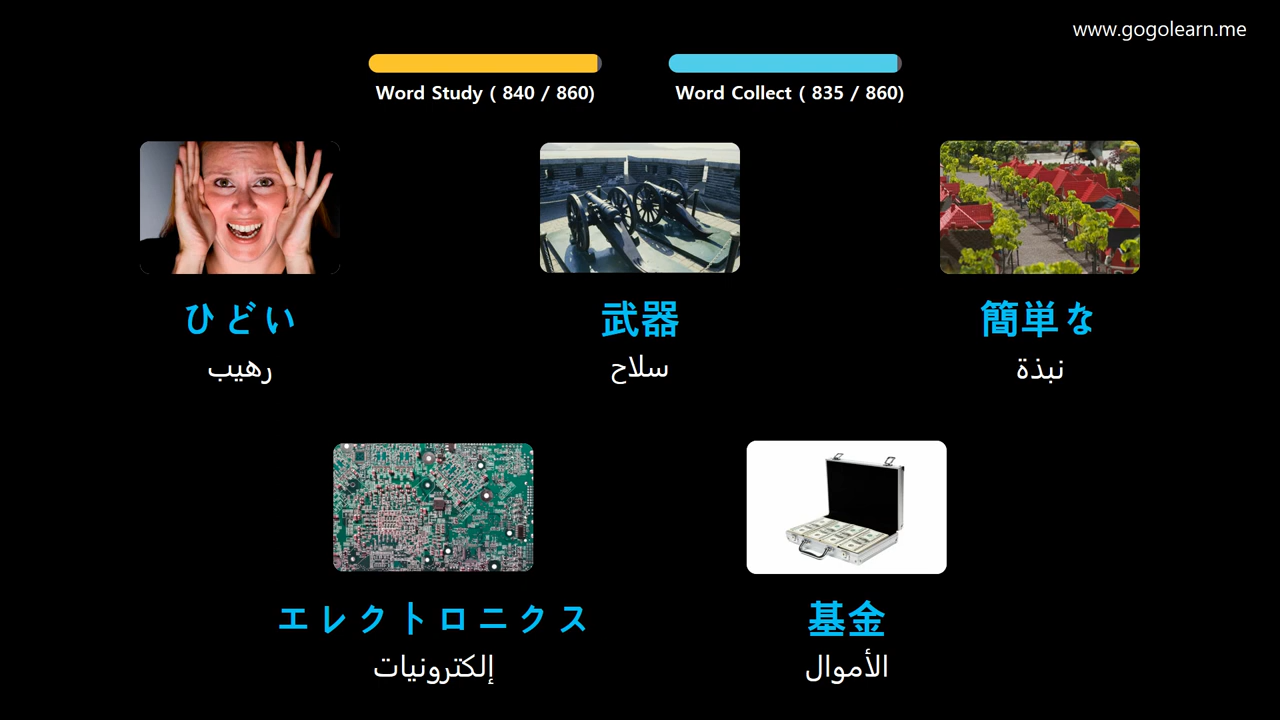 www.gogolearn.me
Word Study ( 840 / 860)
Word Collect ( 835 / 860)
ひどい
武器
簡単な
رهيب
سلاح
نبذة
エレクトロニクス
基金
إلكترونيات
الأموال